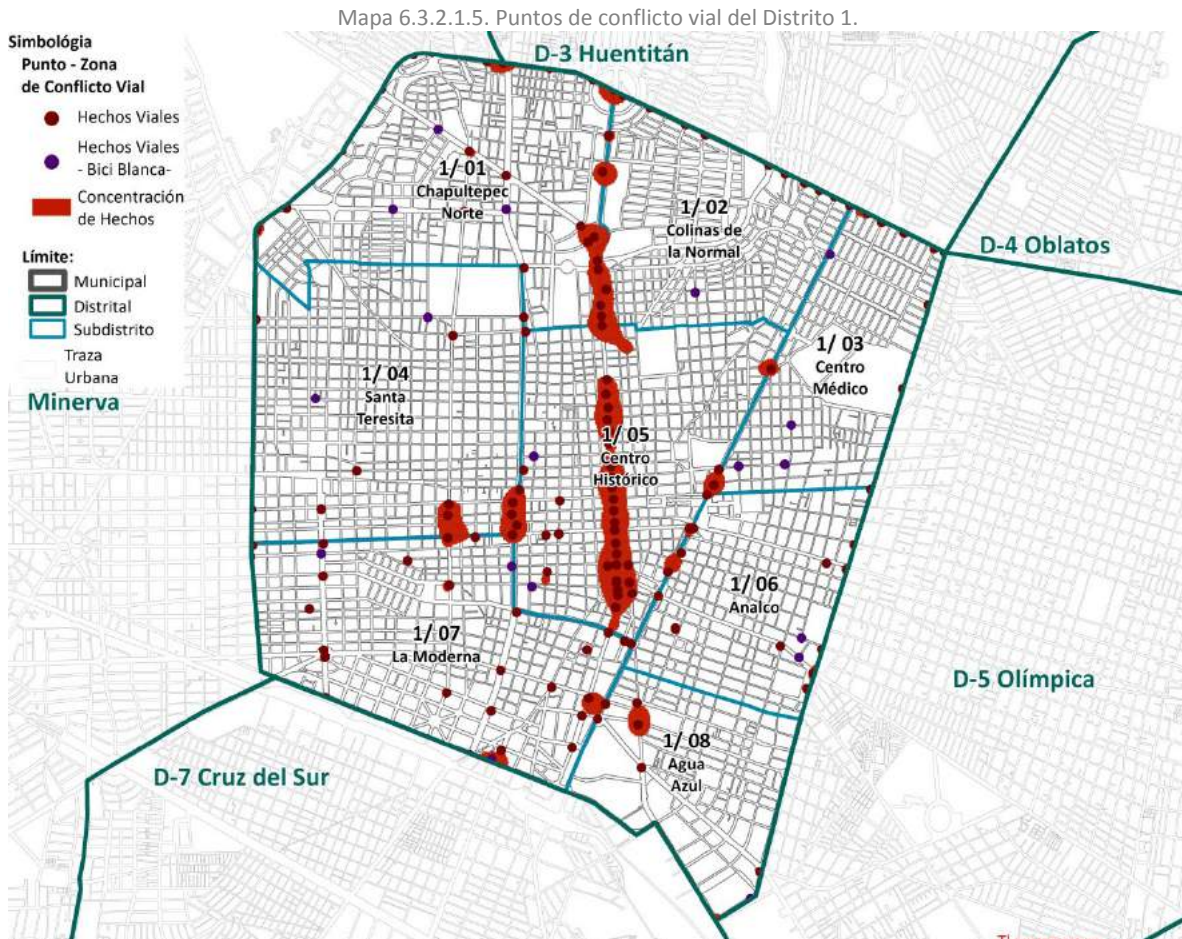 Mapa 6.3.2.1.5. Puntos de conflicto vial del Distrito 1.
Simbológia
Punto - Zona
de Conflicto Vial
Hechos Viales
Hechos Viales
- Bici Blanca-
Concentración
de Hechos
Límite:
Municipal
Distrital
Subdistrito
Traza
Urbana
Minerva
D-3 Huentitán
1/ 01
Chapultepec
Norte
1/ 02
Colinas de
la Normal
D-4 Oblatos
1/ 03
Centro
Médico
1/ 04
Santa
Teresita
1/ 05
Centro
Histórico
1/ 06
Analco
1/ 07
La Moderna
D-5 Olímpica
1/ 08
Agua
Azul
D-7 Cruz del Sur